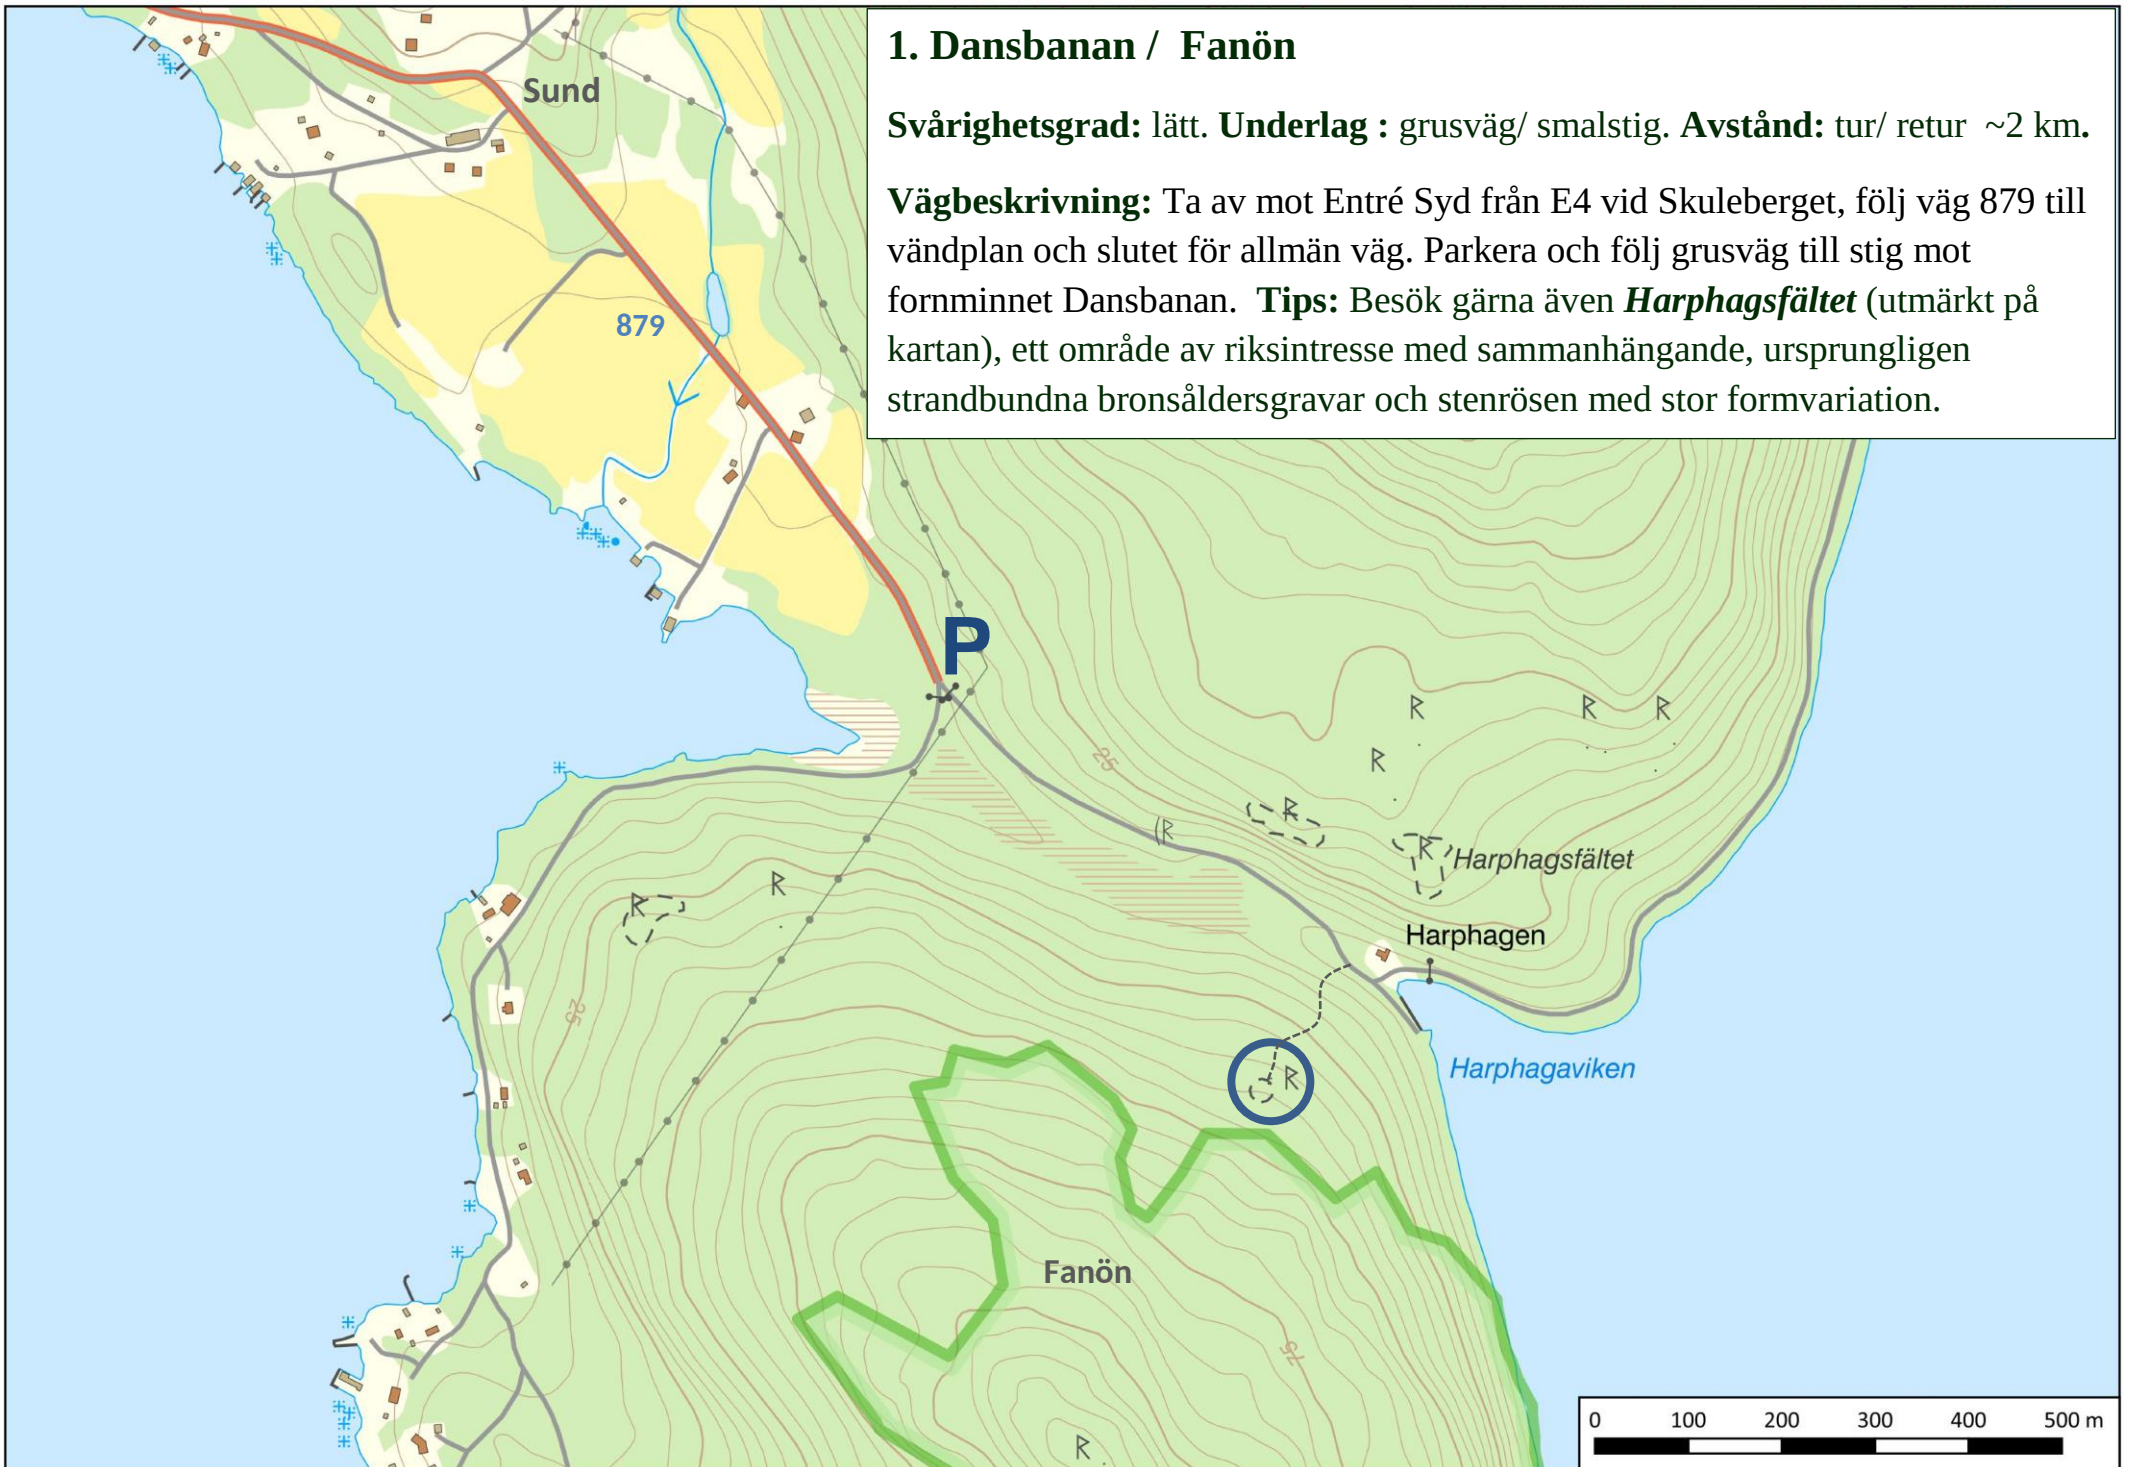 1. Dansbanan /  Fanön
Svårighetsgrad: lätt. Underlag : grusväg/ smalstig. Avstånd: tur/ retur  ~2 km.
Vägbeskrivning: Ta av mot Entré Syd från E4 vid Skuleberget, följ väg 879 till
vändplan och slutet för allmän väg. Parkera och följ grusväg till stig mot
fornminnet Dansbanan.  Tips: Besök gärna även Harphagsfältet (utmärkt på
kartan), ett område av riksintresse med sammanhängande, ursprungligen
strandbundna bronsåldersgravar och stenrösen med stor formvariation.
Sund
879
P
25
Harphagsfältet
Harphagen
25
Harphagaviken
Fanön
75
0 100 200 300 400 500 m